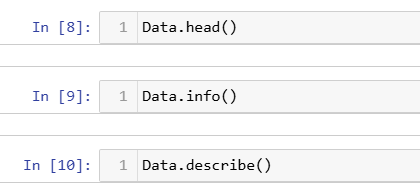 In [8]: 1 Data.head()
In [9]: 1 Data.info()
In [10]: 1 Data.describe()